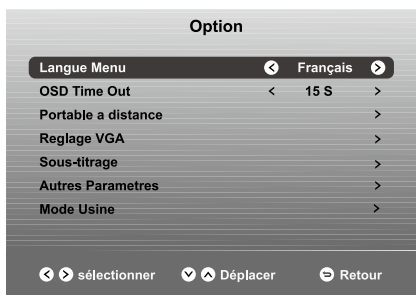 Option
Langue Menu < Français >
OSD Time Out < 15 S >
Portable a distance >
Reglage VGA >
Sous-titrage >
Autres Parametres >
Mode Usine >
< > sélectionner Déplacer Retour